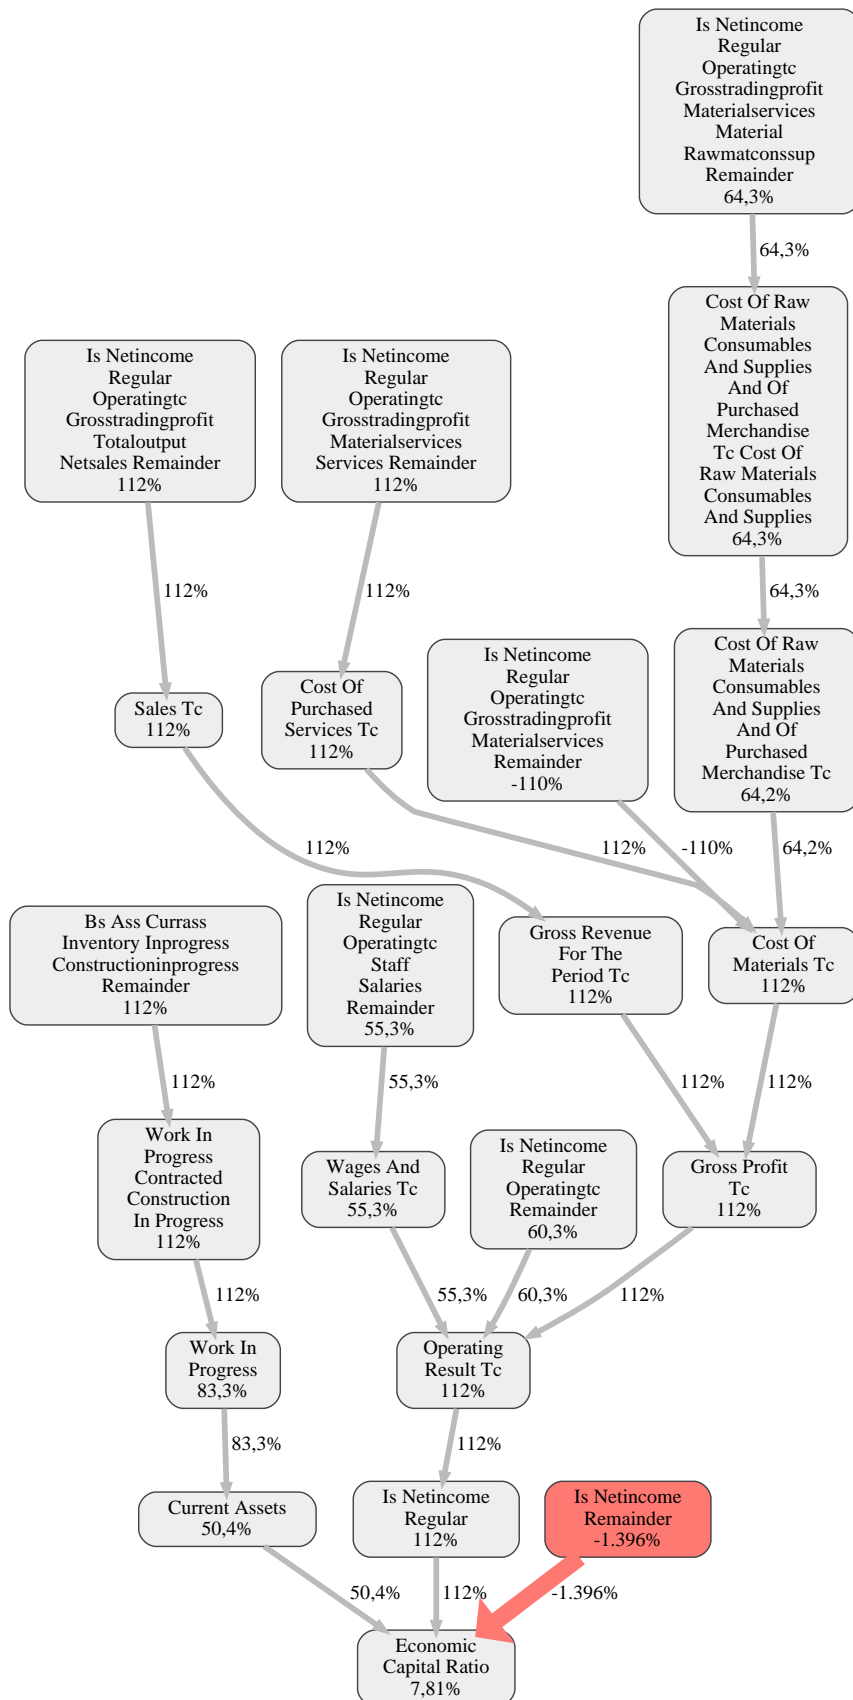 Is Netincome
Regular
Operatingtc
Grosstradingprofit
Materialservices
Material
Rawmatconssup
Remainder
64,3%
64,3%
Cost Of Raw
Materials
Consumables
And Supplies
And Of
Purchased
Merchandise
Tc Cost Of
Raw Materials
Consumables
And Supplies
64,3%
Is Netincome
Regular
Operatingtc
Grosstradingprofit
Totaloutput
Netsales Remainder
112%
Is Netincome
Regular
Operatingtc
Grosstradingprofit
Materialservices
Services Remainder
112%
112%
112%
64,3%
Sales Tc
112%
Cost Of
Purchased
Services Tc
112%
Is Netincome
Regular
Operatingtc
Grosstradingprofit
Materialservices
Remainder
-110%
Cost Of Raw
Materials
Consumables
And Supplies
And Of
Purchased
Merchandise Tc
64,2%
112%
112%
-110%
64,2%
Bs Ass Currass
Inventory Inprogress
Constructioninprogress
Remainder
112%
Is Netincome
Regular
Operatingtc
Staff
Salaries
Remainder
55,3%
Gross Revenue
For The
Period Tc
112%
Cost Of
Materials Tc
112%
112%
55,3%
112%
112%
Work In
Progress
Contracted
Construction
In Progress
112%
Wages And
Salaries Tc
55,3%
Is Netincome
Regular
Operatingtc
Remainder
60,3%
Gross Profit
Tc
112%
112%
55,3%
60,3%
112%
Work In
Progress
83,3%
Operating
Result Tc
112%
83,3%
112%
Current Assets
50,4%
Is Netincome
Regular
112%
Is Netincome
Remainder
-1.396%
50,4%
112%
-1.396%
Economic
Capital Ratio
7,81%